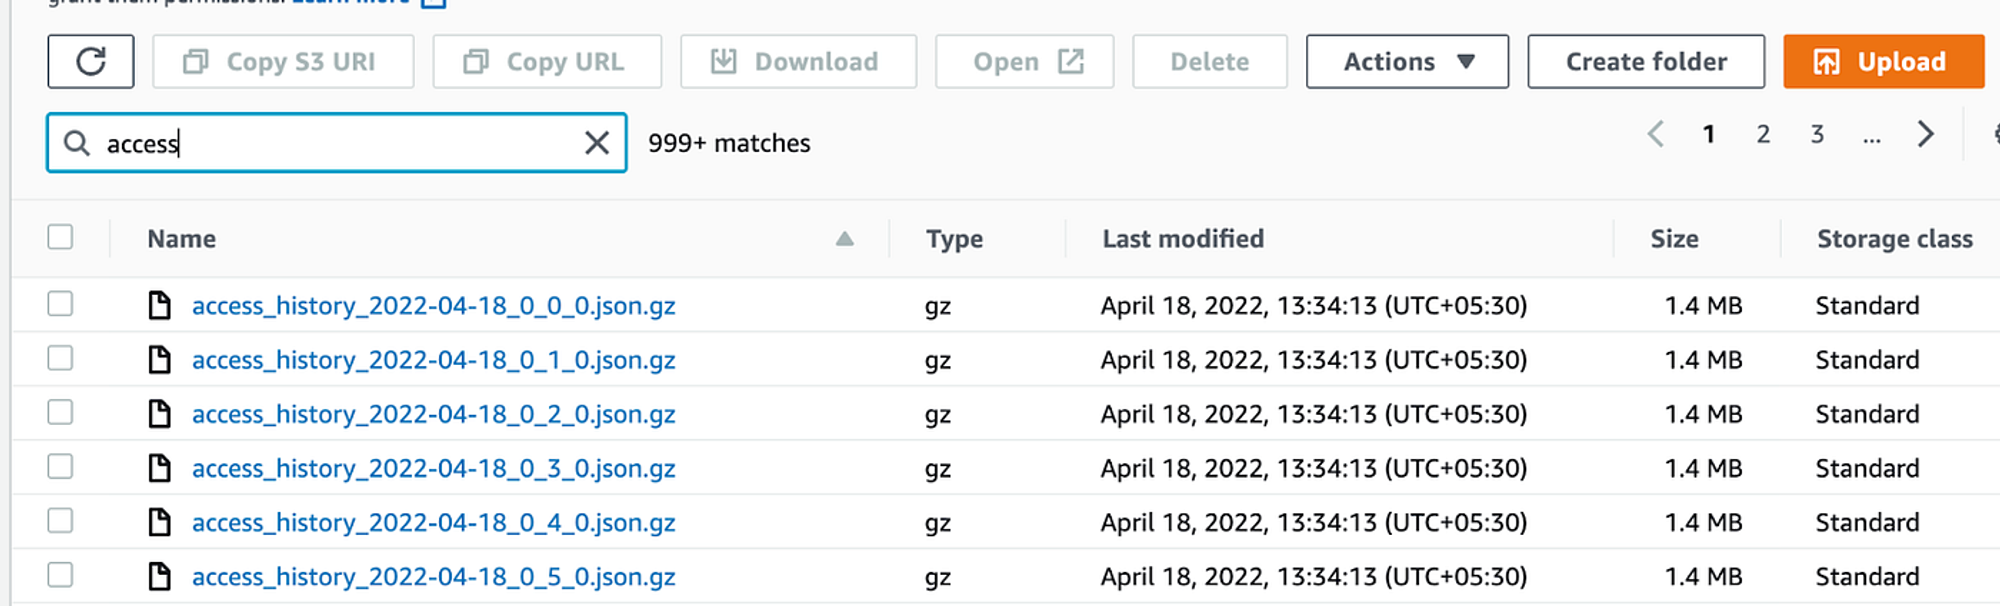 grant them permissions. Learn more
Copy S3 URI Copy URL Download Open Delete Actions Create folder Upload
access 999+ matches 1 2 3 ...
Name Type Last modified Size Storage class
access_history_2022-04-18_0_0_0.json.gz gz April 18, 2022, 13:34:13 (UTC+05:30) 1.4 MB Standard
access_history_2022-04-18_0_1_0.json.gz gz April 18, 2022, 13:34:13 (UTC+05:30) 1.4 MB Standard
access_history_2022-04-18_0_2_0.json.gz gz April 18, 2022, 13:34:13 (UTC+05:30) 1.4 MB Standard
access_history_2022-04-18_0_3_0.json.gz gz April 18, 2022, 13:34:13 (UTC+05:30) 1.4 MB Standard
access_history_2022-04-18_0_4_0.json.gz gz April 18, 2022, 13:34:13 (UTC+05:30) 1.4 MB Standard
access_history_2022-04-18_0_5_0.json.gz gz April 18, 2022, 13:34:13 (UTC+05:30) 1.4 MB Standard